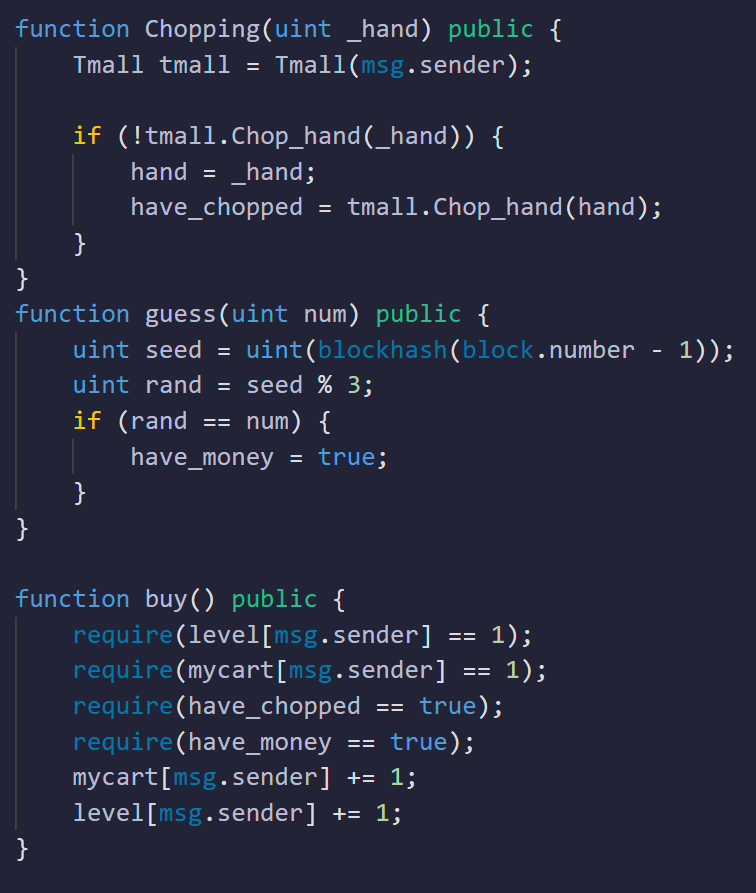 function Chopping(uint _hand) public {
    Tmall tmall = Tmall(msg.sender);

    if (!tmall.Chop_hand(_hand)) {
        hand = _hand;
        have_chopped = tmall.Chop_hand(hand);
    }
}
function guess(uint num) public {
    uint seed = uint(blockhash(block.number - 1));
    uint rand = seed % 3;
    if (rand == num) {
        have_money = true;
    }
}

function buy() public {
    require(level[msg.sender] == 1);
    require(mycart[msg.sender] == 1);
    require(have_chopped == true);
    require(have_money == true);
    mycart[msg.sender] += 1;
    level[msg.sender] += 1;
}